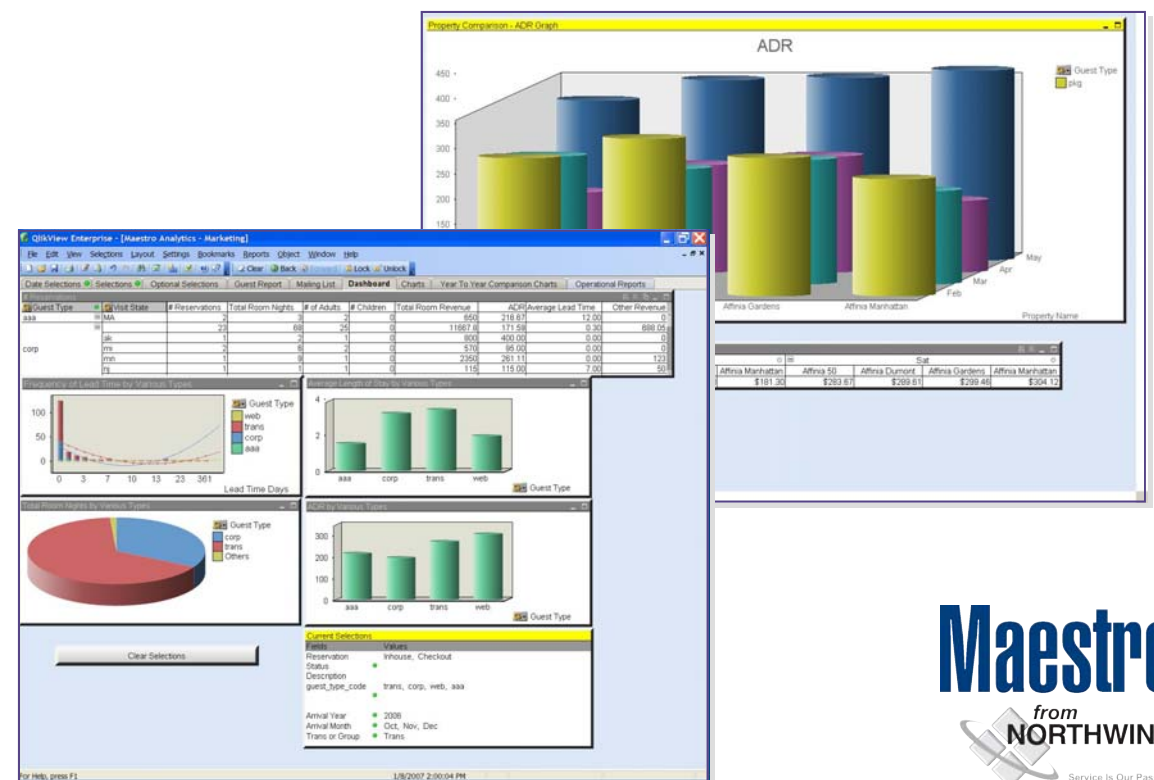 Property Comparison - ADR Graph
ADR
450
400
350
300
250
200
150
Guest Type
pkg
May
Apr
Mar
Feb
Affinia Gardens
Affinia Manhattan
Property Name
Sat
Affinia Manhattan Affinia 50 Affinia Dumont Affinia Gardens Affinia Manhattan
$181.30 $283.67 $289.61 $299.46 $304.12
QlikView Enterprise - [Maestro Analytics - Marketing]
File Edit View Selections Layout Settings Bookmarks Reports Object Window Help
Clear Back Forward Lock Unlock
Date Selections Selections Optional Selections Guest Report Mailing List Dashboard Charts Year To Year Comparison Charts Operational Reports
# Reservations
Guest Type Visit State # Reservations Total Room Nights # of Adults # Children Total Room Revenue ADR Average Lead Time Other Revenue
aaa MA 2 3 2 0 650 216.67 12.00 0
23 68 25 0 11667.8 171.59 0.30 688.05
ak 1 2 1 0 800 400.00 0.00 0
corp mi 2 6 2 0 570 95.00 0.00 0
mn 1 9 1 0 2350 261.11 0.00 123
nj 1 1 1 0 115 115.00 7.00 50
Frequency of Lead Time by Various Types
100
50
0
0 3 7 10 13 23 361
Lead Time Days
Guest Type
web
trans
corp
aaa
Average Length of Stay by Various Types
4
2
0
aaa corp trans web
Guest Type
Total Room Nights by Various Types
Guest Type
corp
trans
Others
ADR by Various Types
300
200
100
0
aaa corp trans web
Guest Type
Clear Selections
Current Selections
Fields Values
Reservation Inhouse, Checkout
Status
Description
guest_type_code trans, corp, web, aaa
Arrival Year 2006
Arrival Month Oct, Nov, Dec
Trans or Group Trans
For Help, press F1
1/8/2007 2:00:04 PM
Maestro
from
NORTHWIN
Service Is Our Pas